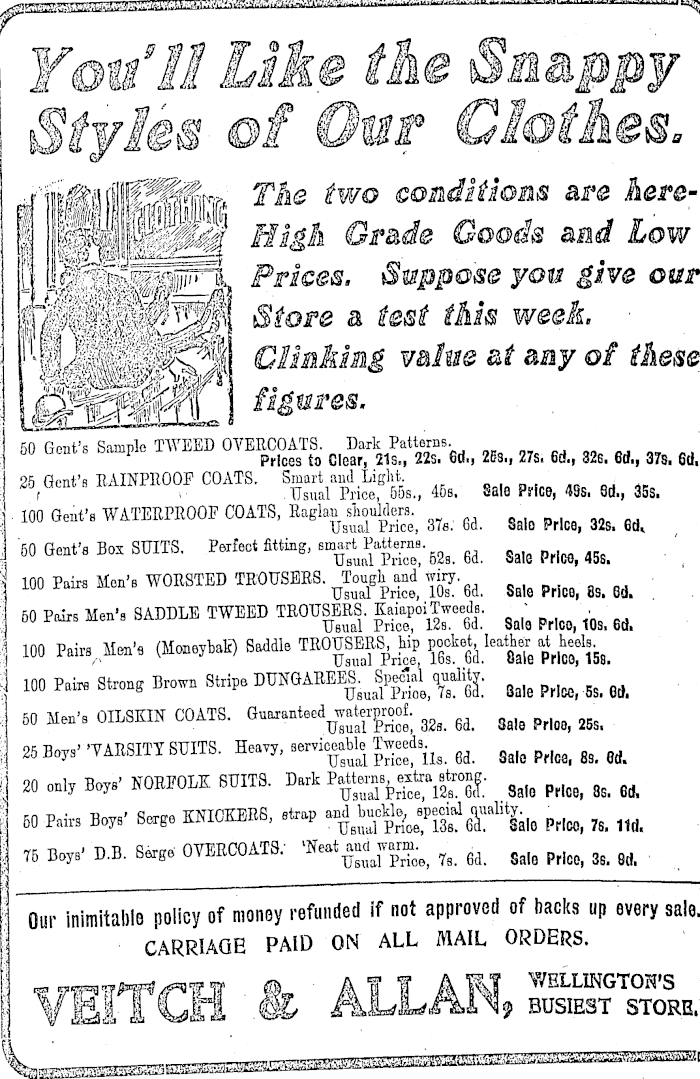 You'll Like the Snappy
Styles of Our Clothes.
CLOTHING
The two conditions are here-
High Grade Goods and Low
Prices. Suppose you give our
Store a test this week.
Clinking value at any of these
figures.
50 Gent's Sample TWEED OVERCOATS. Dark Patterns.
Prices to Clear, 21s., 22s. 6d., 25s., 27s. 6d., 32s. 6d., 37s. 6d.
25 Gent's RAINPROOF COATS. Smart and Light.
Usual Price, 55s., 45s. Sale Price, 49s. 6d., 35s.
100 Gent's WATERPROOF COATS, Raglan shoulders.
Usual Price, 37s. 6d. Sale Price, 32s. 6d.
50 Gent's Box SUITS. Perfect fitting, smart Patterns.
Usual Price, 52s. 6d. Sale Price, 45s.
100 Pairs Men's WORSTED TROUSERS. Tough and wiry.
Usual Price, 10s. 6d. Sale Price, 8s. 6d.
50 Pairs Men's SADDLE TWEED TROUSERS. Kaiapoi Tweeds.
Usual Price, 12s. 6d. Sale Price, 10s. 6d.
100 Pairs Men's (Moneybak) Saddle TROUSERS, hip pocket, leather at heels.
Usual Price, 16s. 6d. Sale Price, 15s.
100 Pairs Strong Brown Stripe DUNGAREES. Special quality.
Usual Price, 7s. 6d. Sale Price, 5s. 6d.
50 Men's OILSKIN COATS. Guaranteed waterproof.
Usual Price, 32s. 6d. Sale Price, 25s.
25 Boys' 'VARSITY SUITS. Heavy, serviceable Tweeds.
Usual Price, 11s. 6d. Sale Price, 8s. 6d.
20 only Boys' NORFOLK SUITS. Dark Patterns, extra strong.
Usual Price, 12s. 6d. Sale Price, 8s. 6d.
50 Pairs Boys' Serge KNICKERS, strap and buckle, special quality.
Usual Price, 13s. 6d. Sale Price, 7s. 11d.
75 Boys' D.B. Serge OVERCOATS. 'Neat and warm.
Usual Price, 7s. 6d. Sale Price, 3s. 9d.
Our inimitable policy of money refunded if not approved of backs up every sale.
CARRIAGE PAID ON ALL MAIL ORDERS.
VEITCH & ALLAN, WELLINGTON'S
BUSIEST STORE.